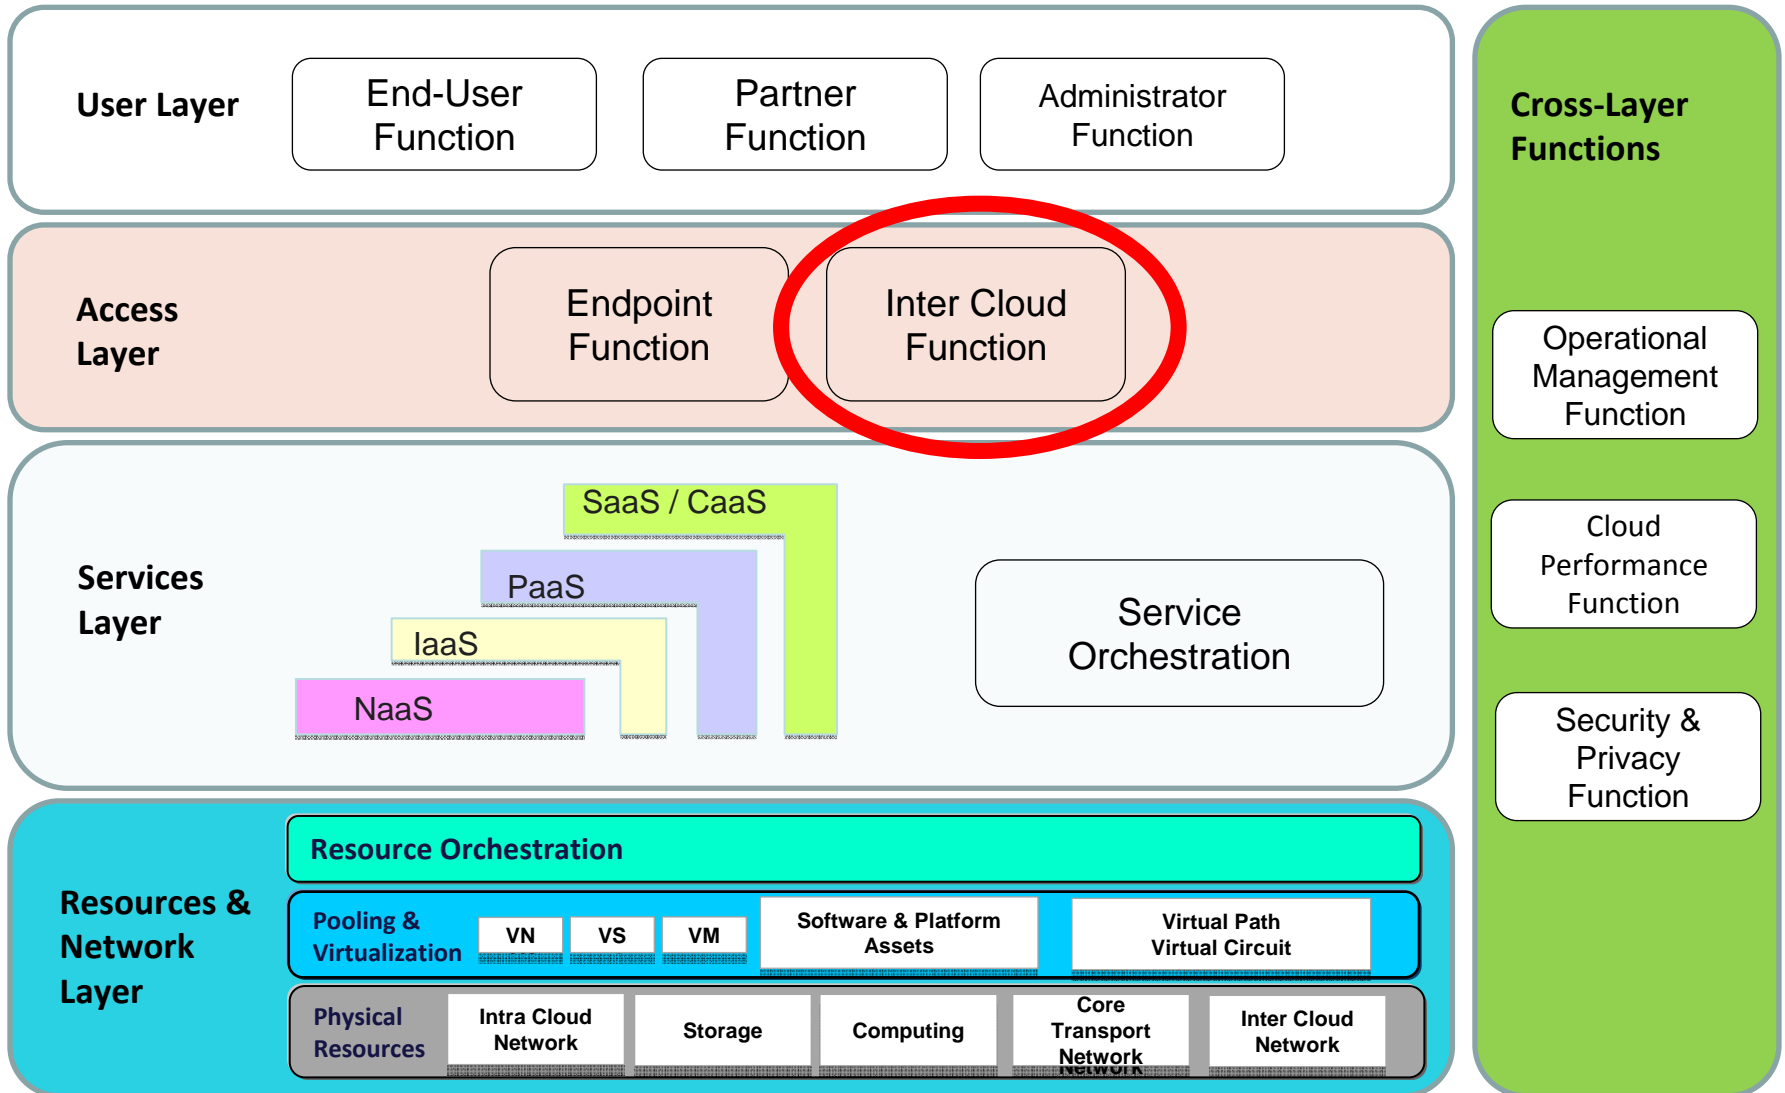 User Layer
End-User
Function
Partner
Function
Administrator
Function
Access
Layer
Endpoint
Function
Inter Cloud
Function
Services
Layer
SaaS / CaaS
PaaS
IaaS
NaaS
Service
Orchestration
Resources &
Network
Layer
Resource Orchestration
Pooling &
Virtualization
VN
VS
VM
Software & Platform
Assets
Virtual Path
Virtual Circuit
Physical
Resources
Intra Cloud
Network
Storage
Computing
Core
Transport
Network
Inter Cloud
Network
Cross-Layer
Functions
Operational
Management
Function
Cloud
Performance
Function
Security &
Privacy
Function